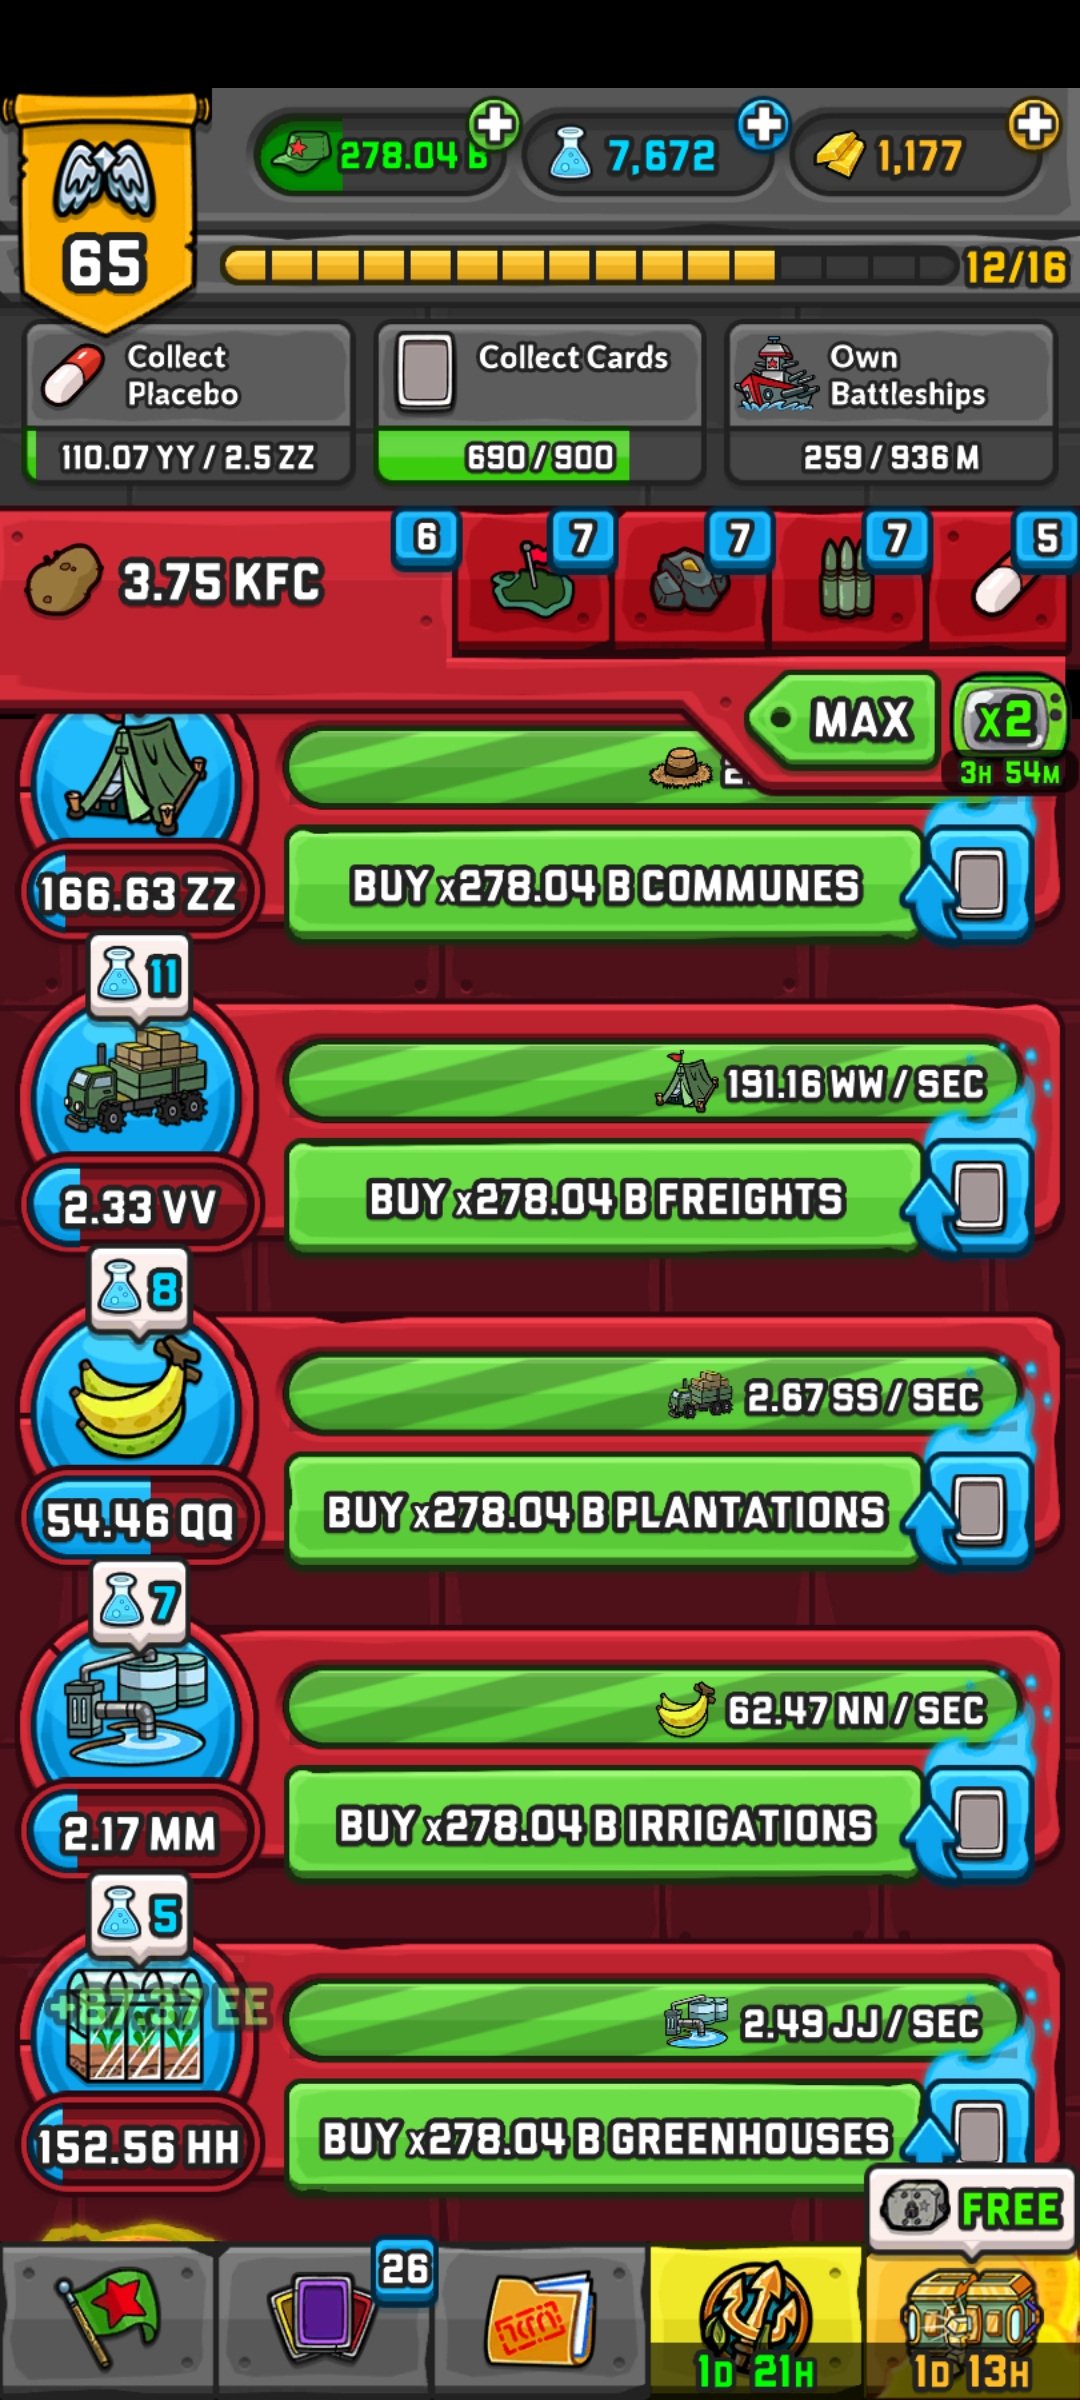 278.04 B
7,672
1,177
65
12/16
Collect
Placebo
110.07 YY / 2.5 ZZ
Collect Cards
690/900
Own
Battleships
259 / 936 M
3.75 KFC
6
7
7
7
5
MAX
x2
3H 54M
166.63 ZZ
BUY x278.04 B COMMUNES
11
191.16 WW / SEC
2.33 VV
BUY x278.04 B FREIGHTS
8
2.67 SS / SEC
54.46 QQ
BUY x278.04 B PLANTATIONS
7
62.47 NN / SEC
2.17 MM
BUY x278.04 B IRRIGATIONS
5
+87.37 EE
2.49 JJ / SEC
152.56 HH
BUY x278.04 B GREENHOUSES
FREE
26
1D 21H
1D 13H